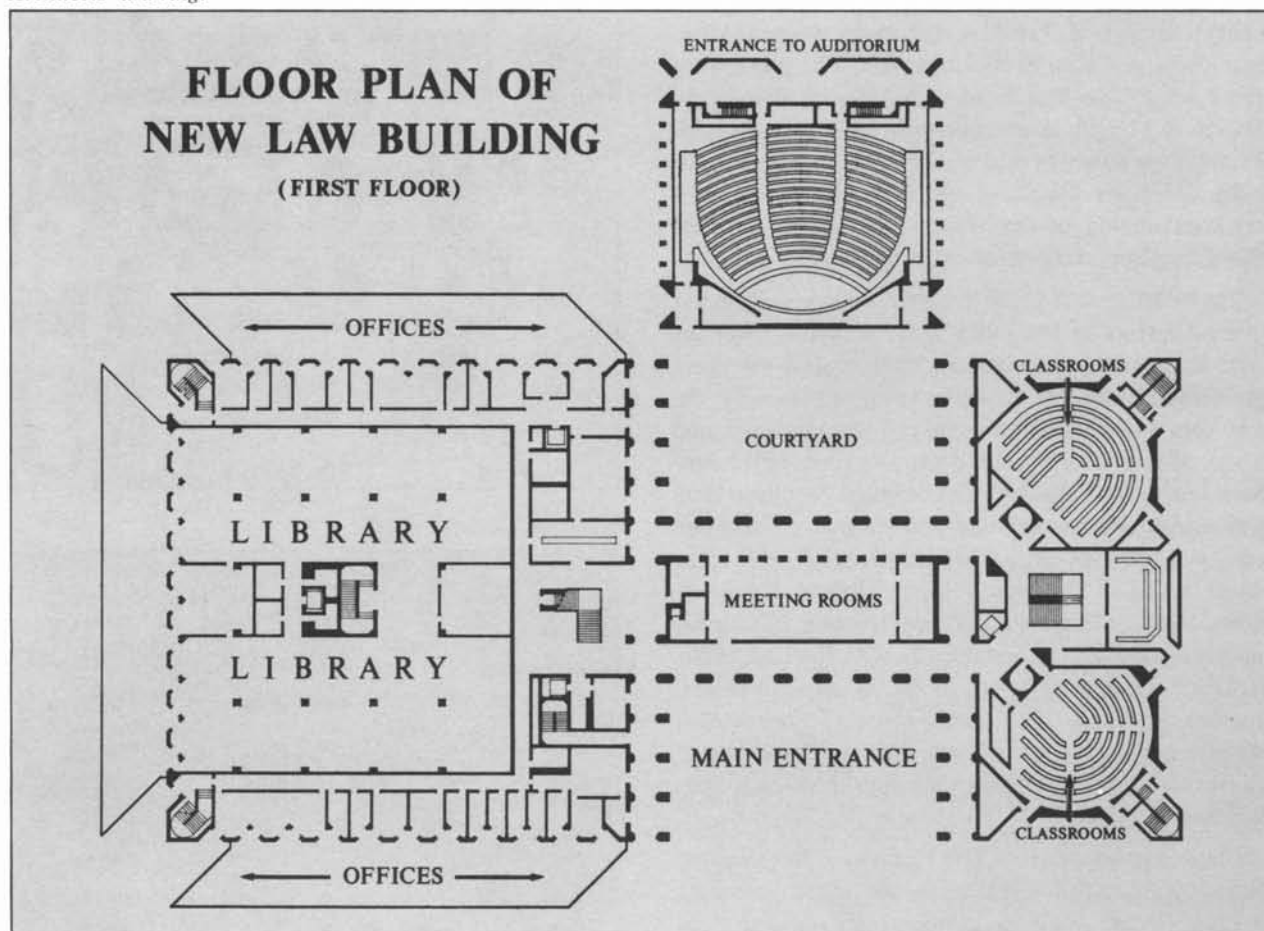 FLOOR PLAN OF
NEW LAW BUILDING
(FIRST FLOOR)
ENTRANCE TO AUDITORIUM
OFFICES
CLASSROOMS
COURTYARD
LIBRARY
MEETING ROOMS
LIBRARY
MAIN ENTRANCE
CLASSROOMS
OFFICES